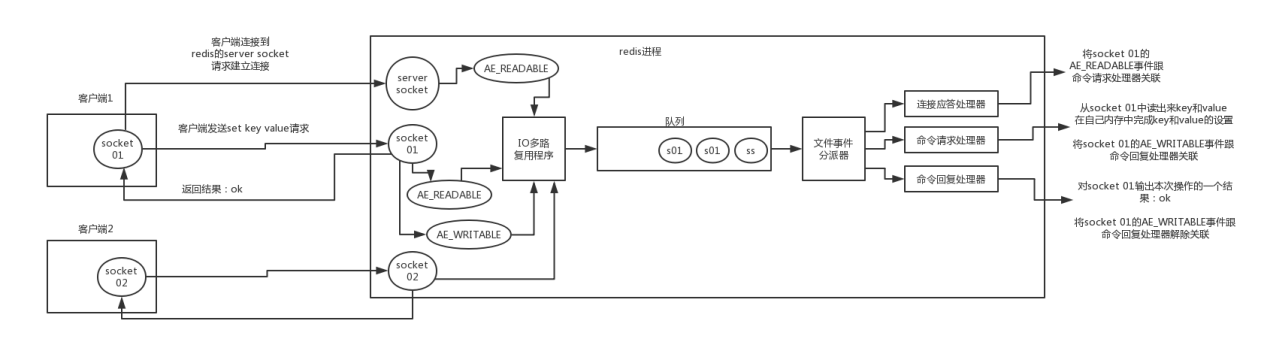 客户端连接到
redis的server socket
请求建立连接
客户端1
socket
01
客户端发送set key value请求
返回结果：ok
客户端2
socket
02
redis进程
server
socket
AE_READABLE
socket
01
AE_READABLE
AE_WRITABLE
socket
02
IO多路
复用程序
队列
s01
s01
ss
文件事件
分派器
连接应答处理器
命令请求处理器
命令回复处理器
将socket 01的
AE_READABLE事件跟
命令请求处理器关联
从socket 01中读出来key和value
在自己内存中完成key和value的设置
将socket 01的AE_WRITABLE事件跟
命令回复处理器关联
对socket 01输出本次操作的一个结
果：ok
将socket 01的AE_WRITABLE事件跟
命令回复处理器解除关联